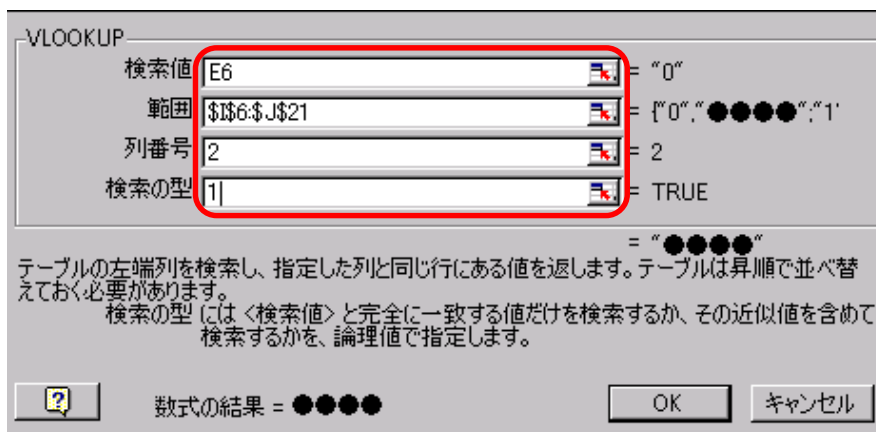 VLOOKUP
検索値 E6 = "0"
範囲 $I$6:$J$21 = {"0","●●●●";"1"
列番号 2 = 2
検索の型 1 = TRUE
= "●●●●"
テーブルの左端列を検索し、指定した列と同じ行にある値を返します。テーブルは昇順で並べ替
えておく必要があります。
検索の型 には <検索値> と完全に一致する値だけを検索するか、その近似値を含めて
検索するかを、論理値で指定します。
数式の結果 = ●●●● OK キャンセル